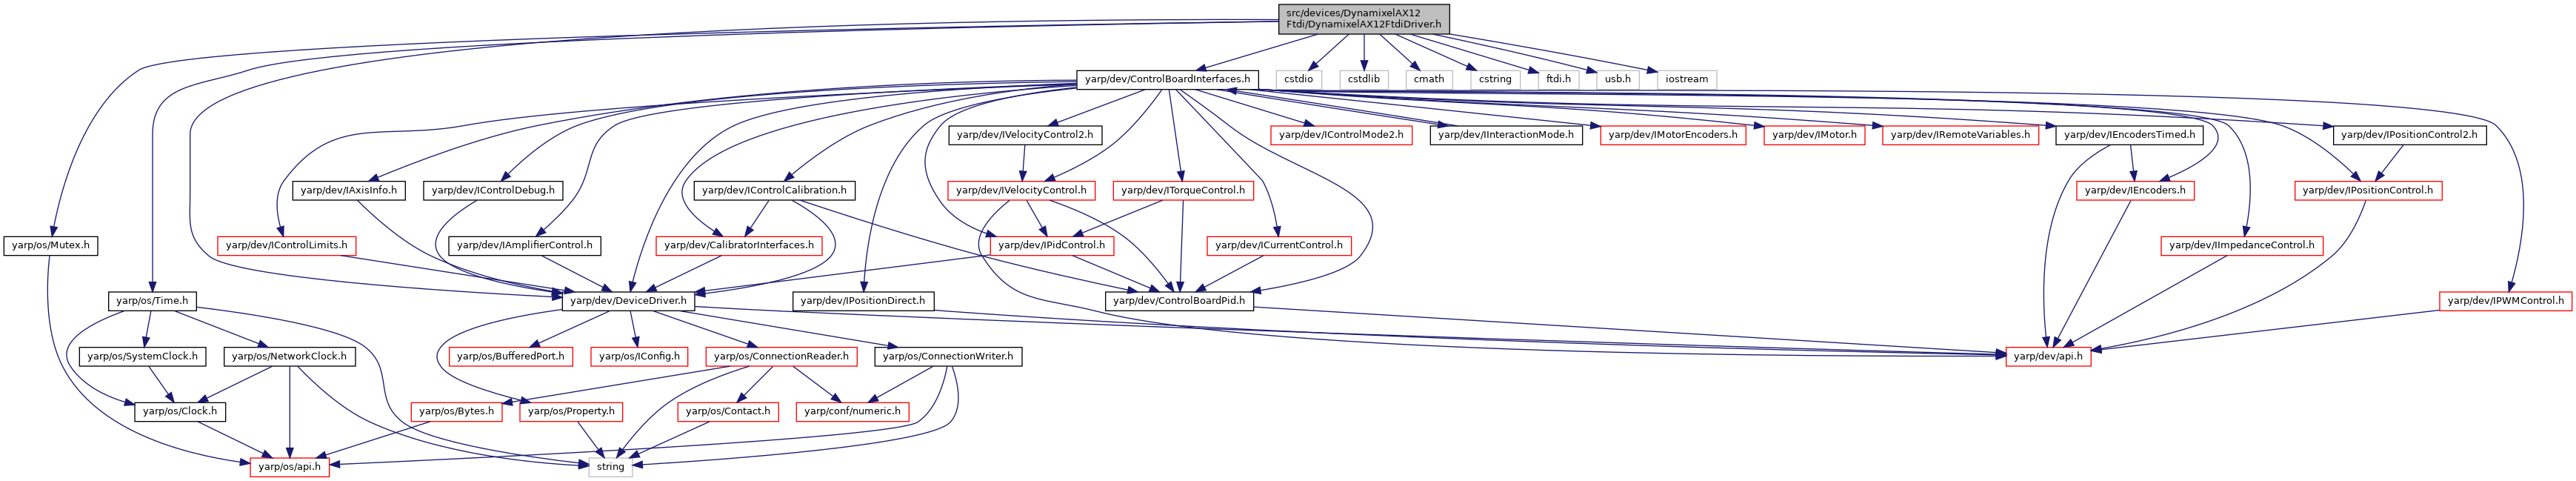 src/devices/DynamixelAX12
Ftdi/DynamixelAX12FtdiDriver.h
yarp/dev/ControlBoardInterfaces.h
cstdio
cstdlib
cmath
cstring
ftdi.h
usb.h
iostream
yarp/dev/IVelocityControl2.h
yarp/dev/IControlMode2.h
yarp/dev/IInteractionMode.h
yarp/dev/IMotorEncoders.h
yarp/dev/IMotor.h
yarp/dev/IRemoteVariables.h
yarp/dev/IEncodersTimed.h
yarp/dev/IPositionControl2.h
yarp/dev/IAxisInfo.h
yarp/dev/IControlDebug.h
yarp/dev/IControlCalibration.h
yarp/dev/IVelocityControl.h
yarp/dev/ITorqueControl.h
yarp/dev/IEncoders.h
yarp/dev/IPositionControl.h
yarp/os/Mutex.h
yarp/dev/IControlLimits.h
yarp/dev/IAmplifierControl.h
yarp/dev/CalibratorInterfaces.h
yarp/dev/IPidControl.h
yarp/dev/ICurrentControl.h
yarp/dev/IImpedanceControl.h
yarp/os/Time.h
yarp/dev/DeviceDriver.h
yarp/dev/IPositionDirect.h
yarp/dev/ControlBoardPid.h
yarp/dev/IPWMControl.h
yarp/os/SystemClock.h
yarp/os/NetworkClock.h
yarp/os/BufferedPort.h
yarp/os/IConfig.h
yarp/os/ConnectionReader.h
yarp/os/ConnectionWriter.h
yarp/dev/api.h
yarp/os/Clock.h
yarp/os/Bytes.h
yarp/os/Property.h
yarp/os/Contact.h
yarp/conf/numeric.h
yarp/os/api.h
string